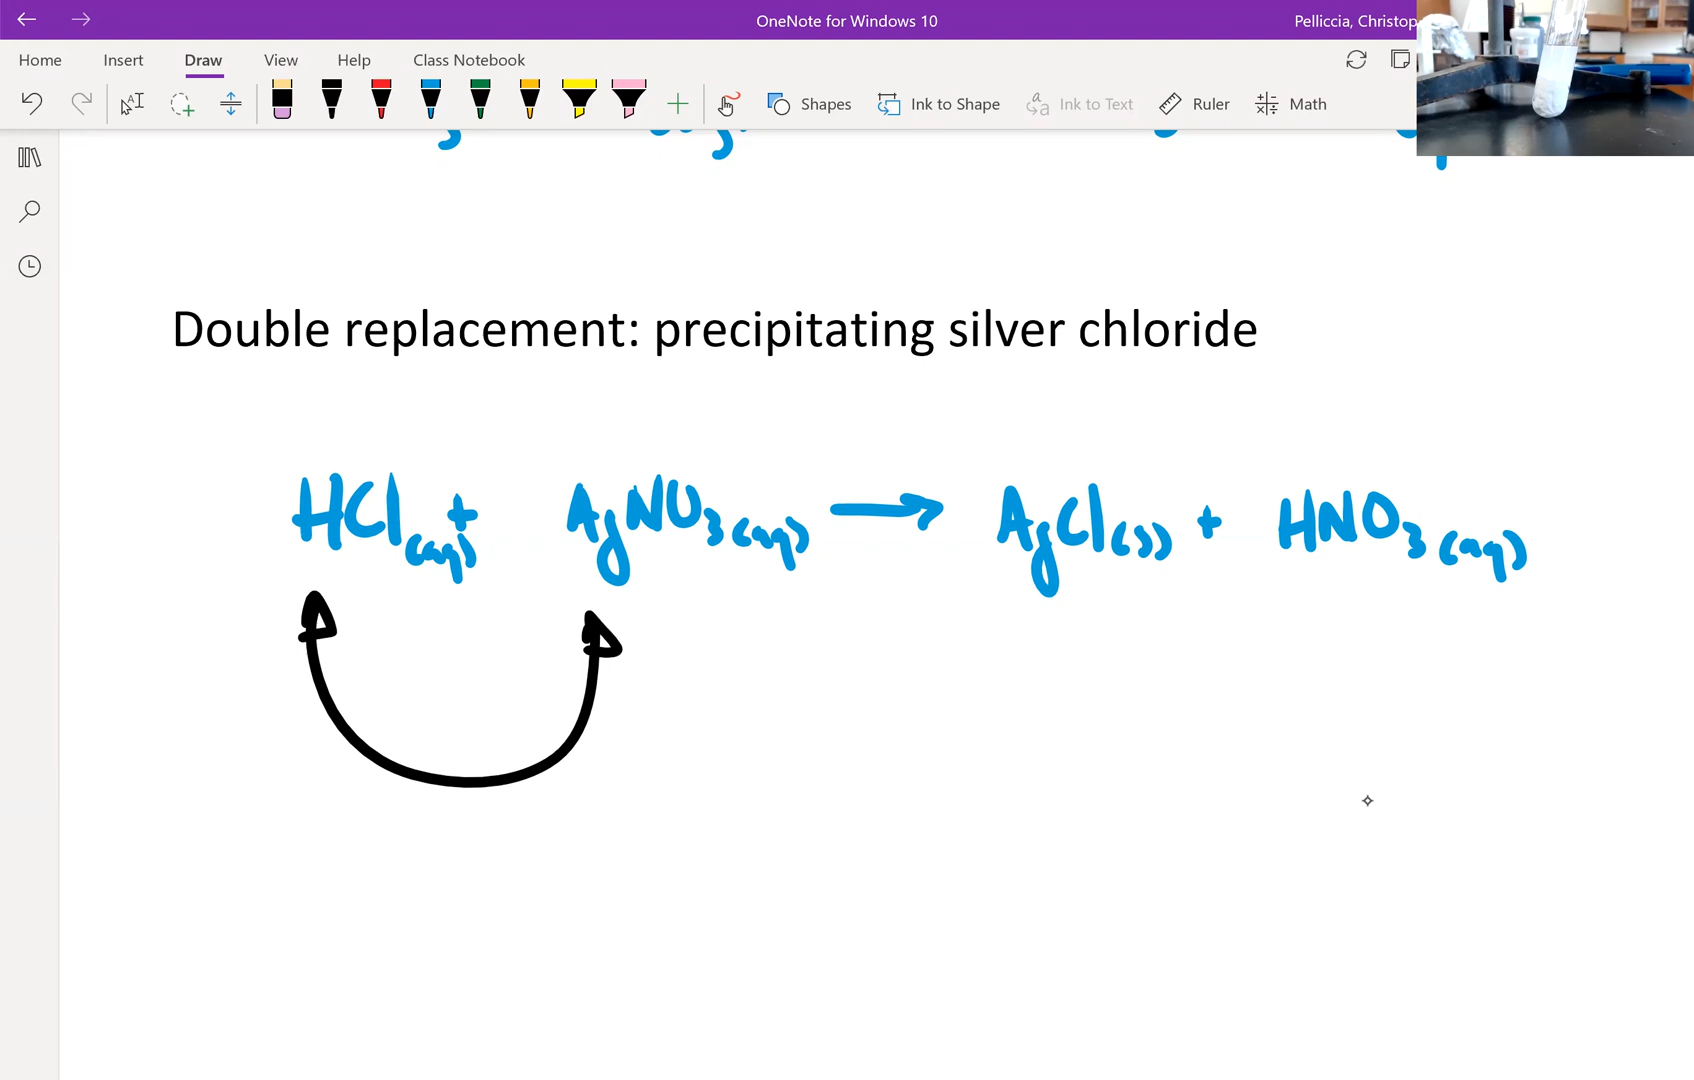 OneNote for Windows 10
Pelliccia, Christop
Home Insert Draw View Help Class Notebook
Shapes Ink to Shape Ink to Text Ruler Math
Double replacement: precipitating silver chloride
HCl(aq) + AgNO3(aq) → AgCl(s) + HNO3(aq)